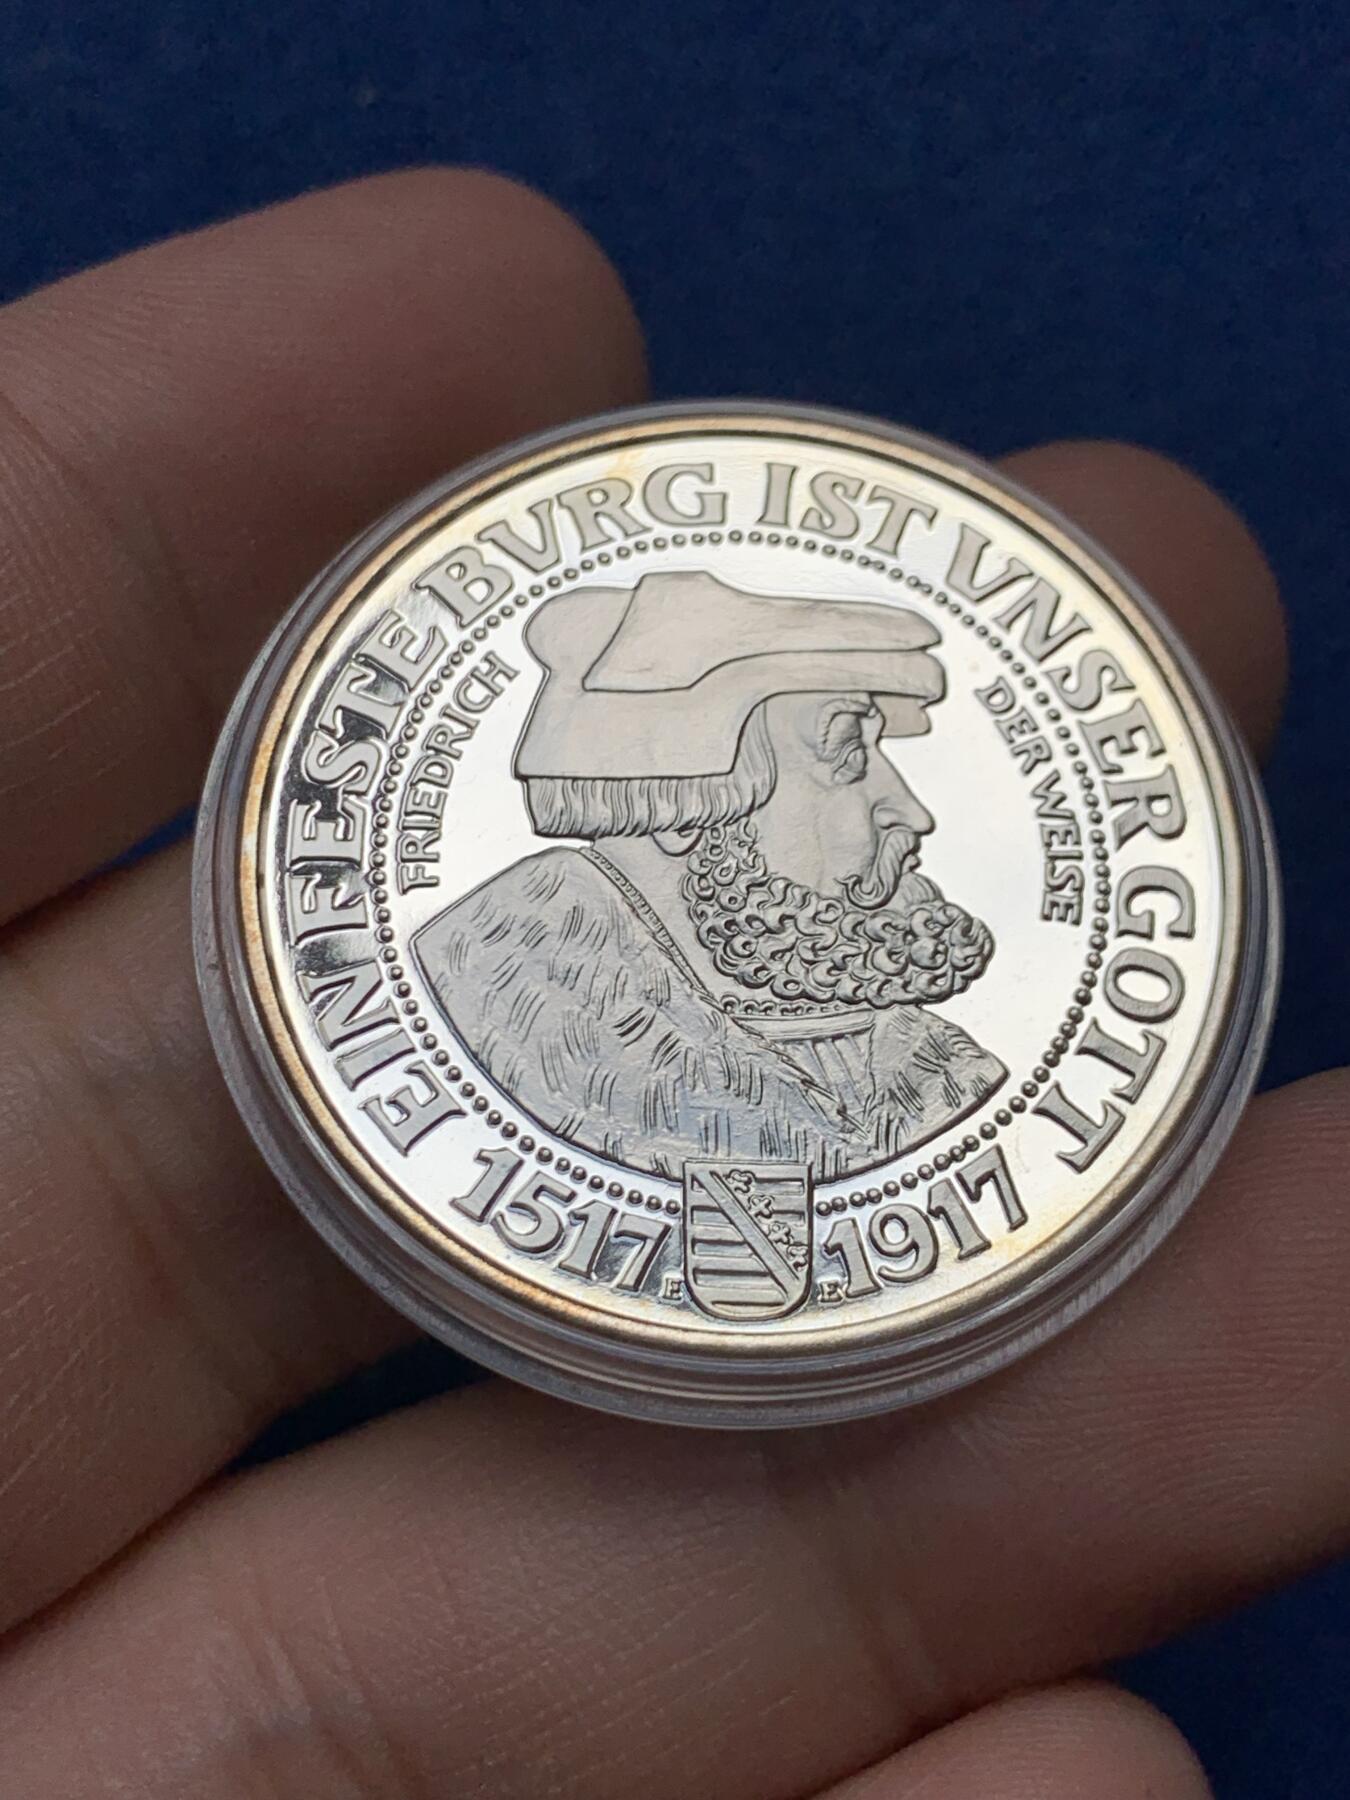 EIN FESTE BVRG IST VNSER GOTT
FRIEDRICH
DER WEISE
1517 1917
E E